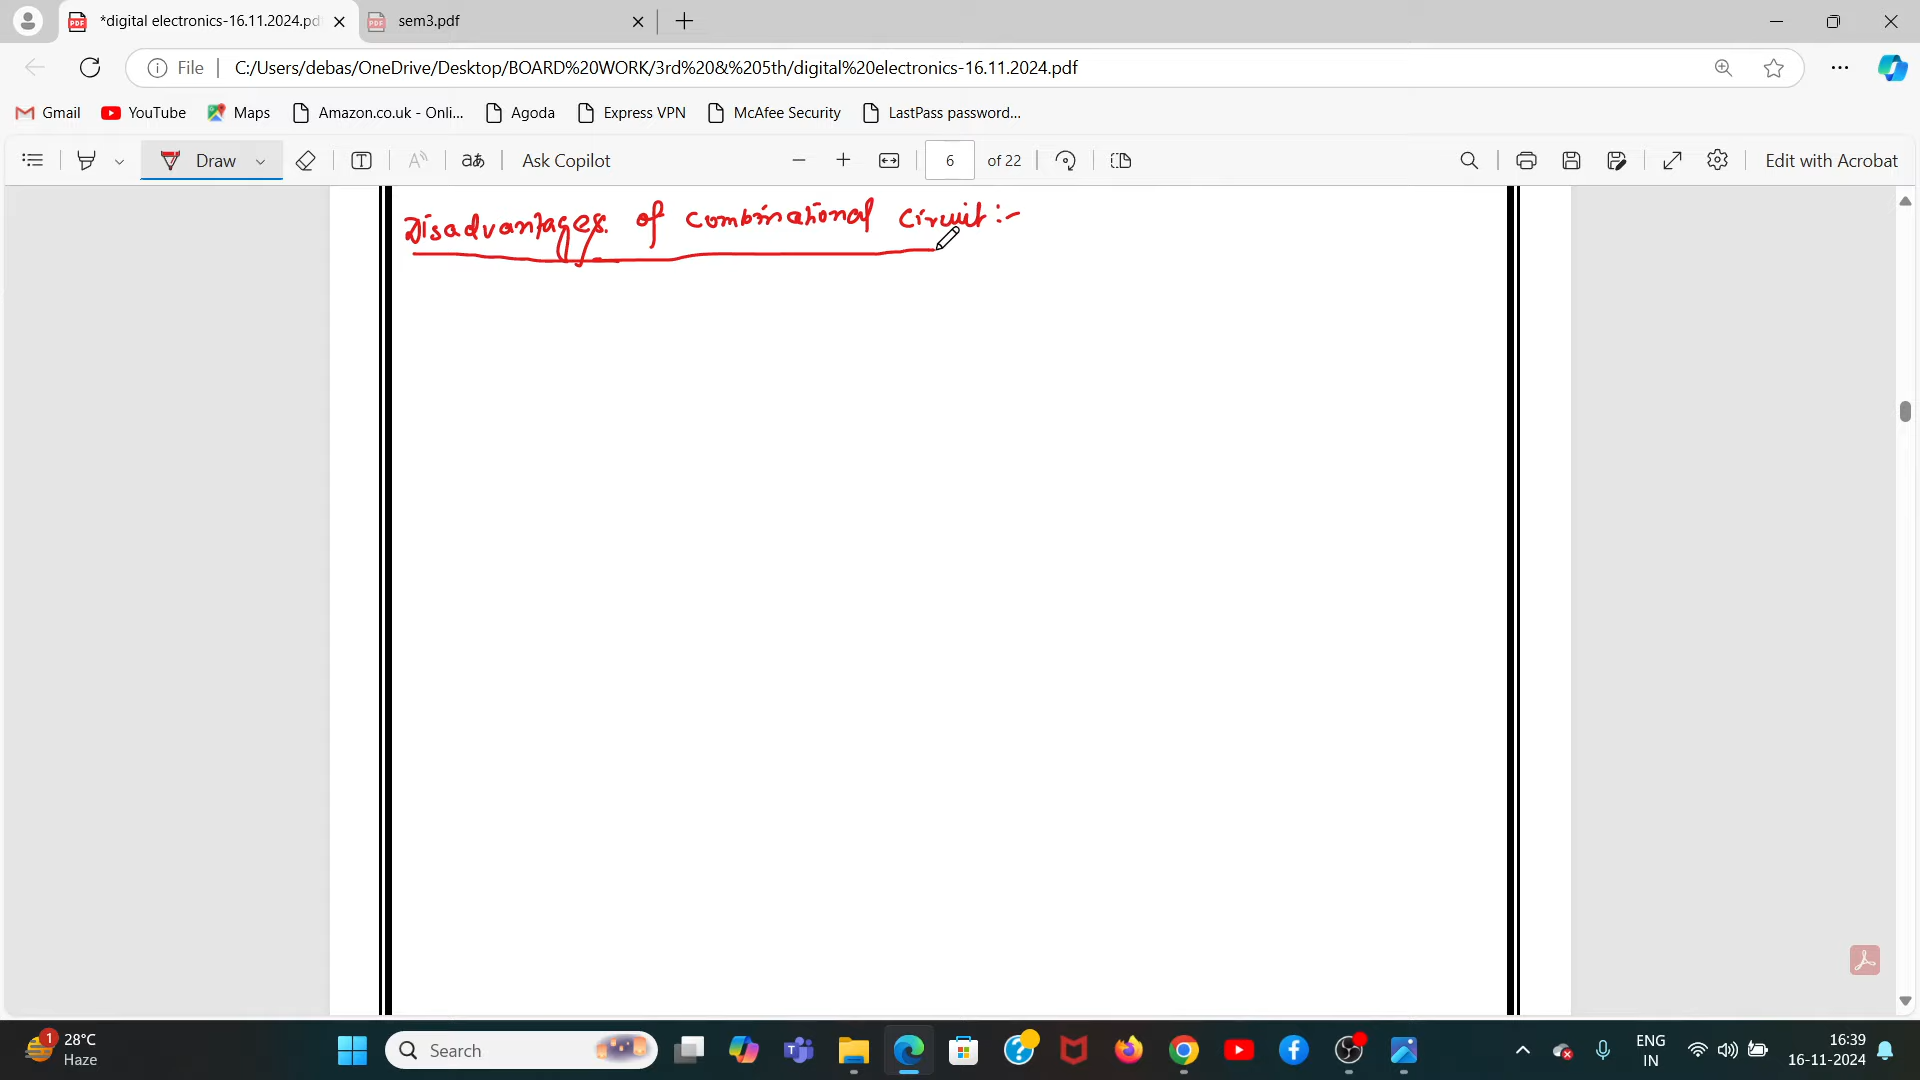 *digital electronics-16.11.2024.pd
sem3.pdf
File
C:/Users/debas/OneDrive/Desktop/BOARD%20WORK/3rd%20&%205th/digital%20electronics-16.11.2024.pdf
Gmail YouTube Maps Amazon.co.uk - Onli... Agoda Express VPN McAfee Security LastPass password...
Draw aあ Ask Copilot 6 of 22 Edit with Acrobat
Disadvantages of combinational circuit :-
1 28°C
Haze
Search
ENG
IN
16:39
16-11-2024